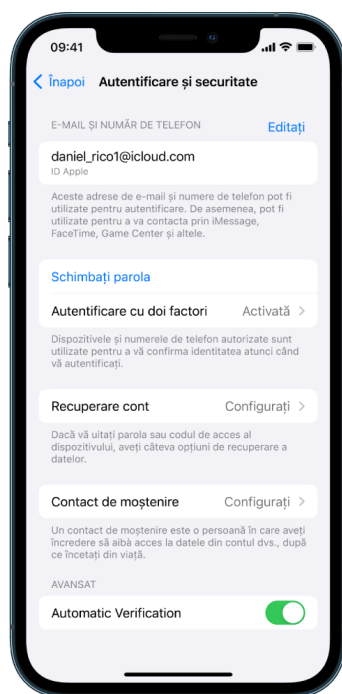 09:41
Înapoi Autentificare și securitate
E-MAIL ȘI NUMĂR DE TELEFON Editați
daniel_rico1@icloud.com
ID Apple
Aceste adrese de e-mail și numere de telefon pot fi
utilizate pentru autentificare. De asemenea, pot fi
utilizate pentru a va contacta prin iMessage,
FaceTime, Game Center și altele.
Schimbați parola
Autentificare cu doi factori Activată
Dispozitivele și numerele de telefon autorizate sunt
utilizate pentru a vă confirma identitatea atunci când
vă autentificați.
Recuperare cont Configurați
Dacă vă uitați parola sau codul de acces al
dispozitivului, aveți câteva opțiuni de recuperare a
datelor.
Contact de moștenire Configurați
Un contact de moștenire este o persoană în care aveți
încredere să aibà acces la datele din contul dvs., după
ce încetați din viață.
AVANSAT
Automatic Verification